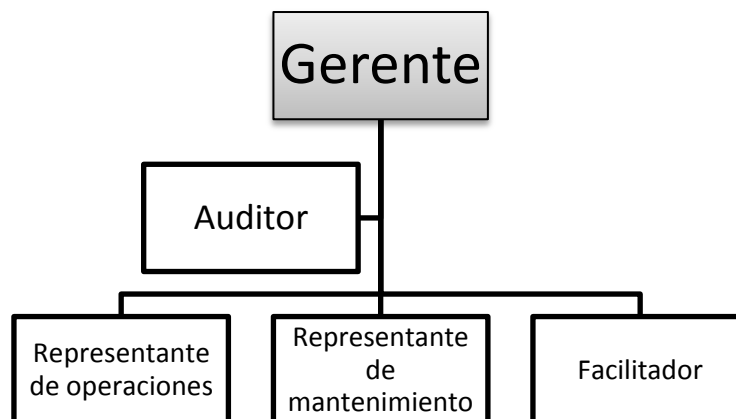 Gerente
Auditor
Representante
de operaciones
Representante
de
mantenimiento
Facilitador